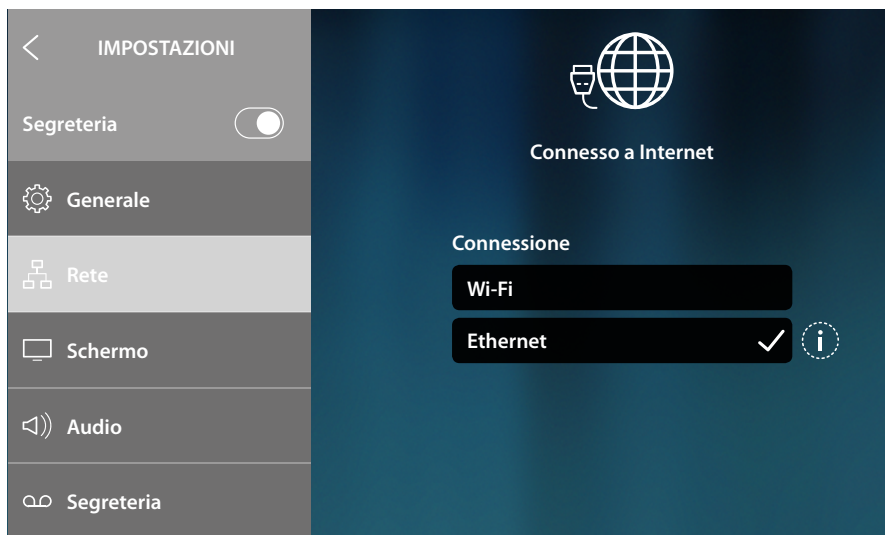 IMPOSTAZIONI
Segreteria
Generale
Rete
Schermo
Audio
Segreteria
Connesso a Internet
Connessione
Wi-Fi
Ethernet